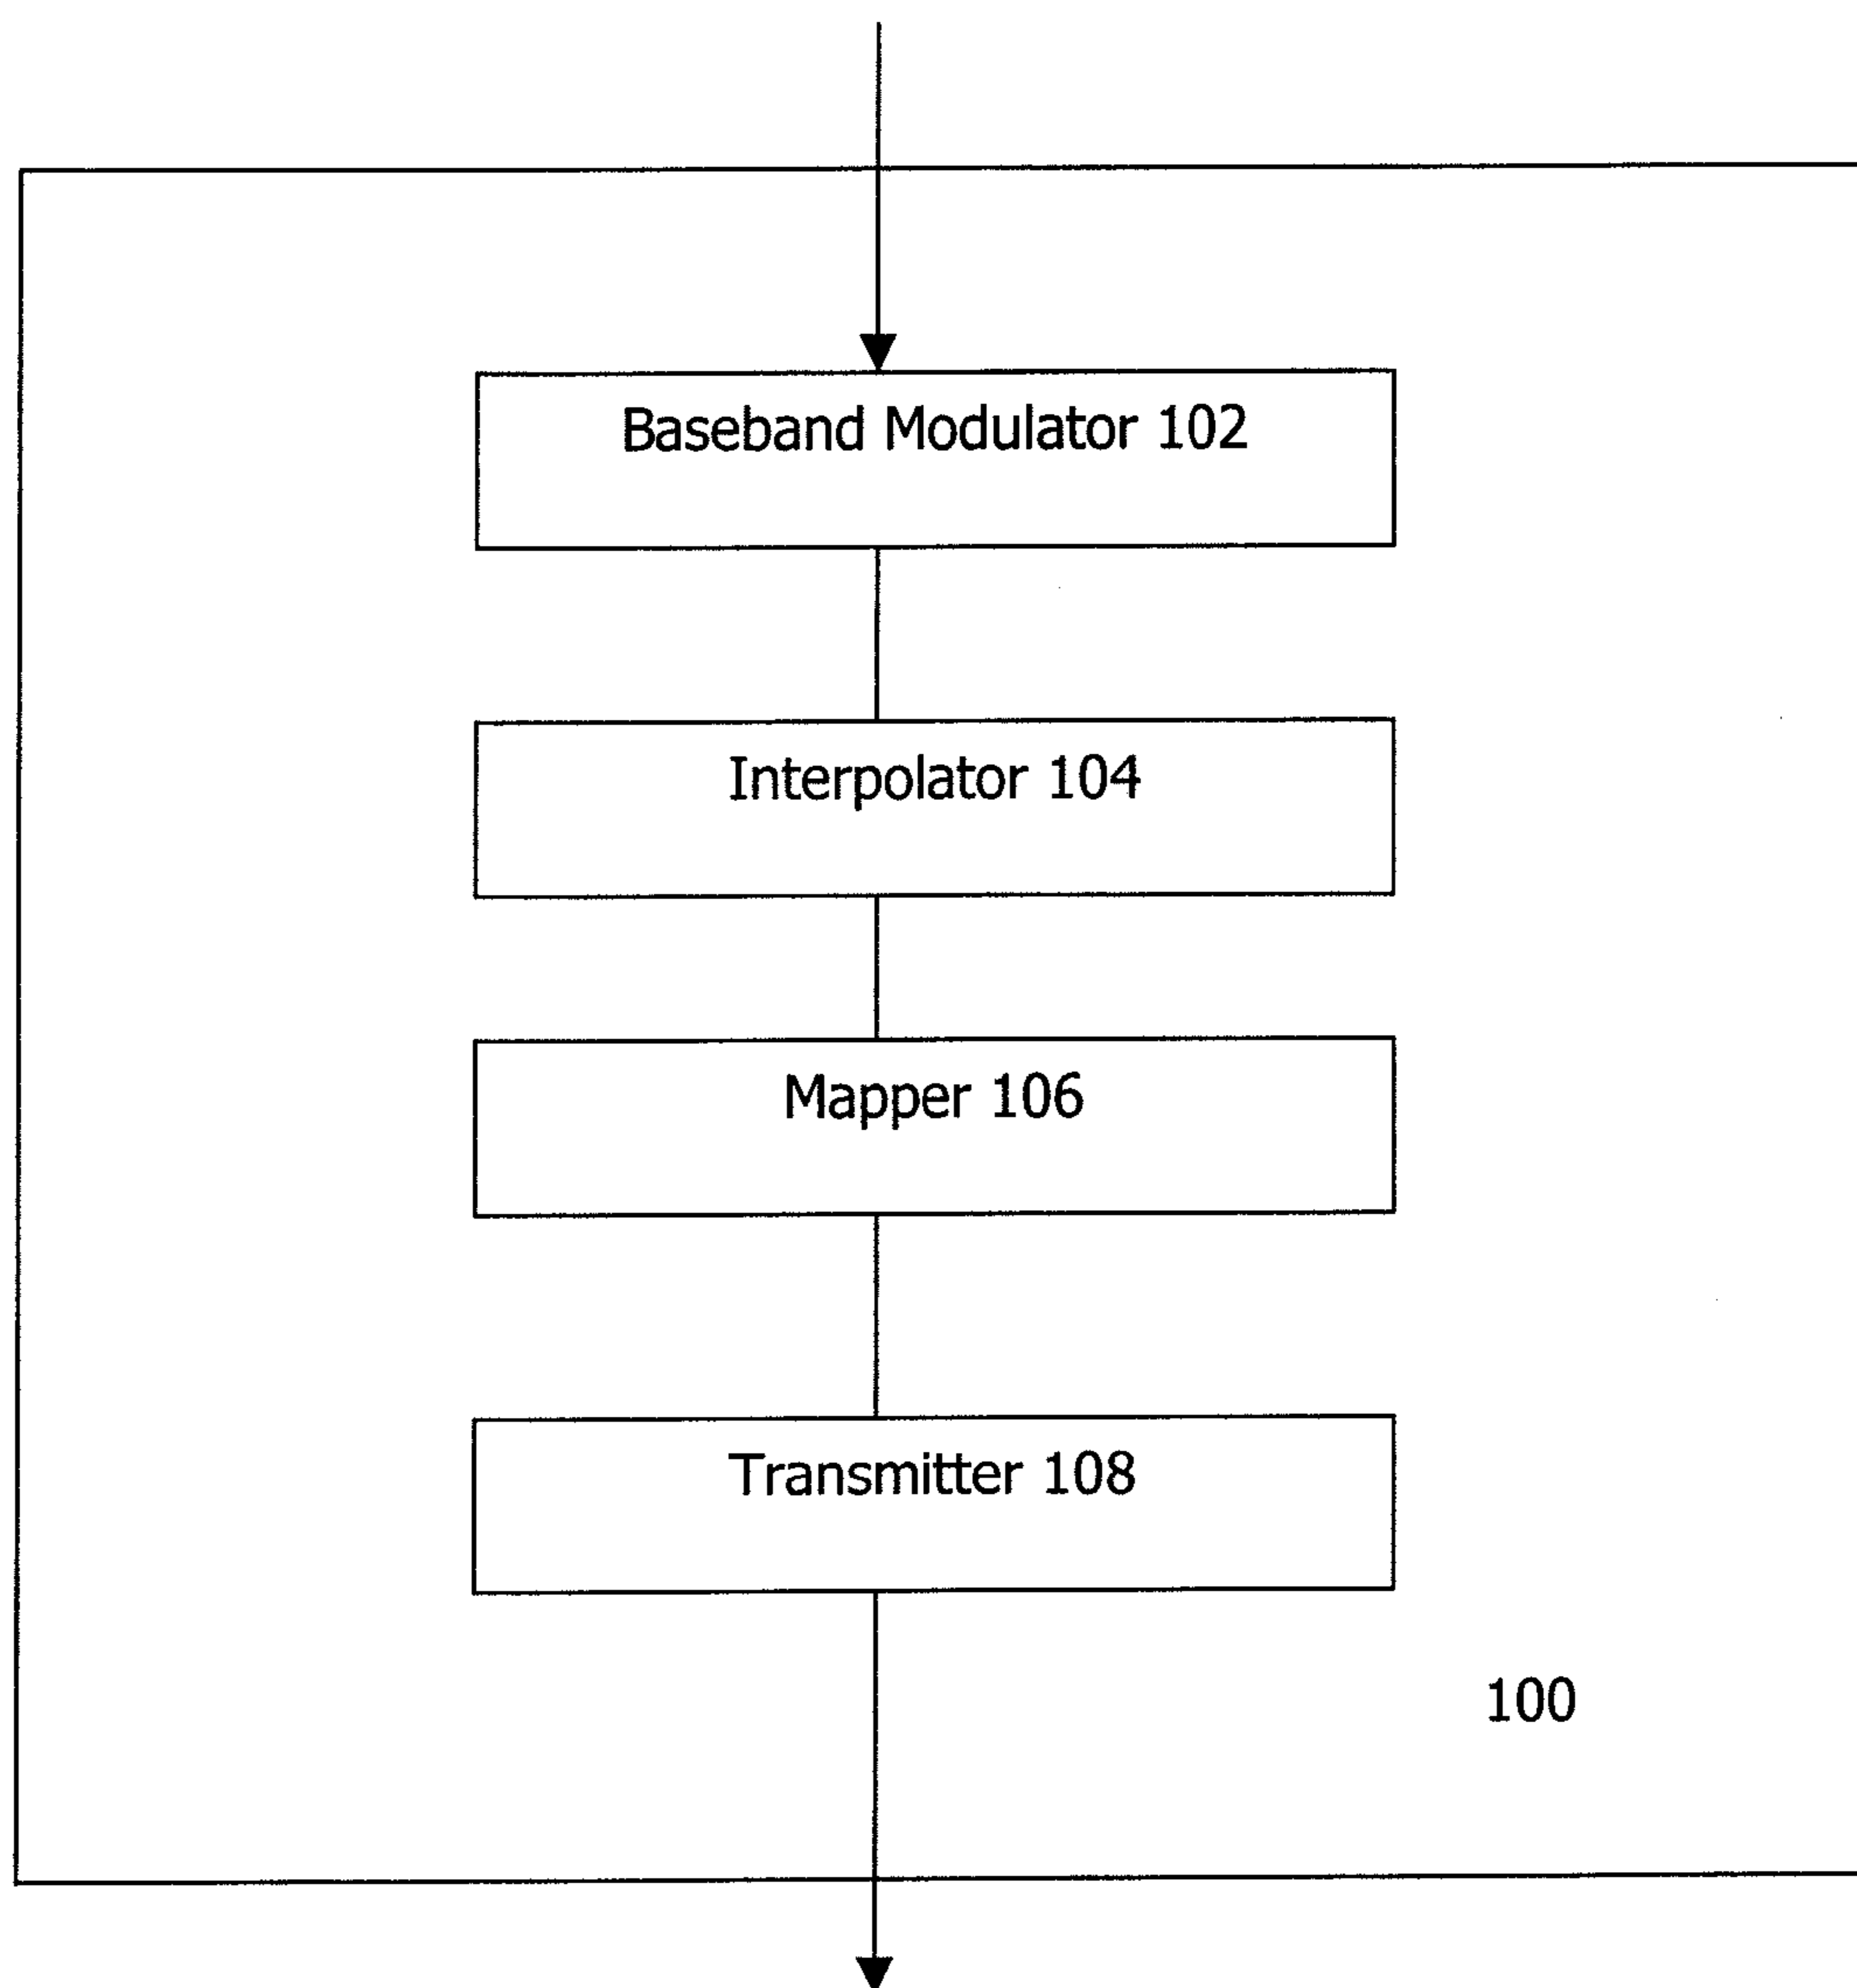 Baseband Modulator 102
Interpolator 104
Mapper 106
Transmitter 108
100